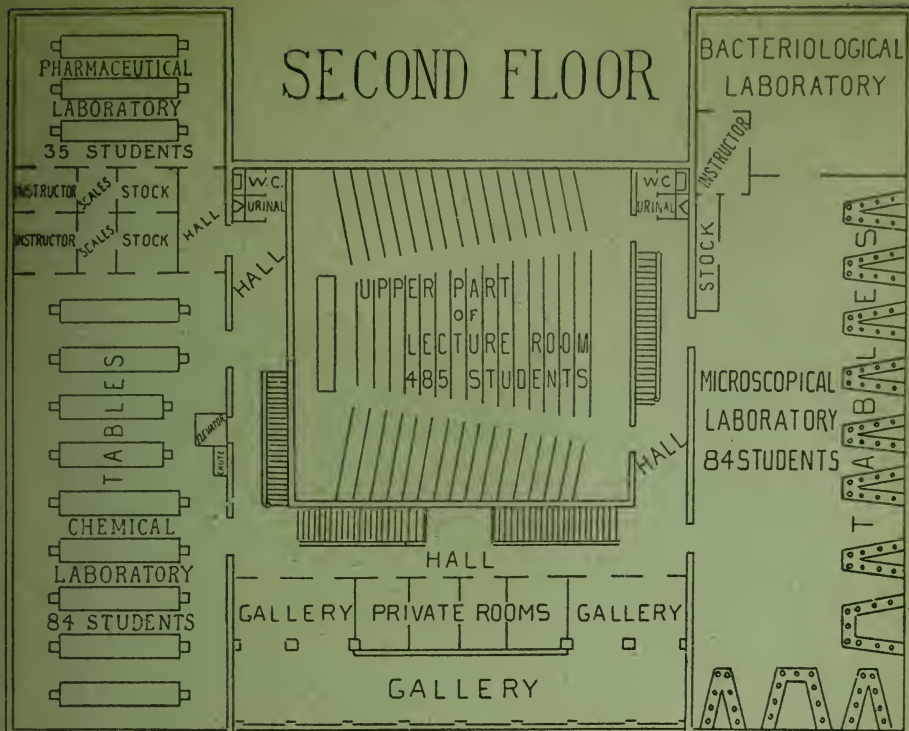 SECOND FLOOR
PHARMACEUTICAL
LABORATORY
35 STUDENTS
INSTRUCTOR
SCALES
STOCK
HALL
INSTRUCTOR
SCALES
STOCK
HALL
W.C.
URINAL
TABLES
ELEVATOR
CHUTE
CHEMICAL
LABORATORY
84 STUDENTS
UPPER PART
OF
LECTURE ROOM
485 STUDENTS
W.C
URINAL
HALL
HALL
GALLERY
PRIVATE ROOMS
GALLERY
GALLERY
BACTERIOLOGICAL
LABORATORY
INSTRUCTOR
STOCK
MICROSCOPICAL
LABORATORY
84 STUDENTS
TABLES